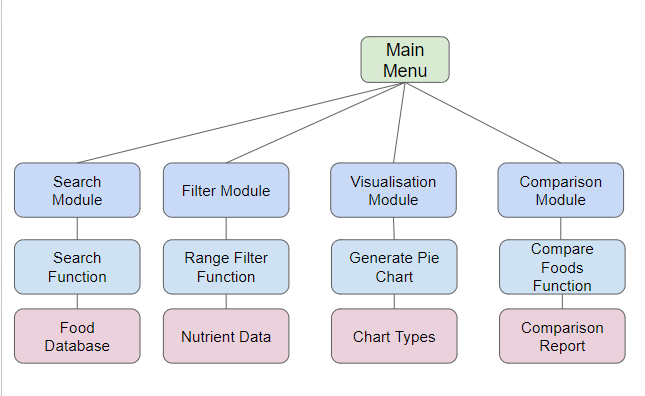 Main
Menu
Search
Module
Filter Module
Visualisation
Module
Comparison
Module
Search
Function
Range Filter
Function
Generate Pie
Chart
Compare
Foods
Function
Food
Database
Nutrient Data
Chart Types
Comparison
Report